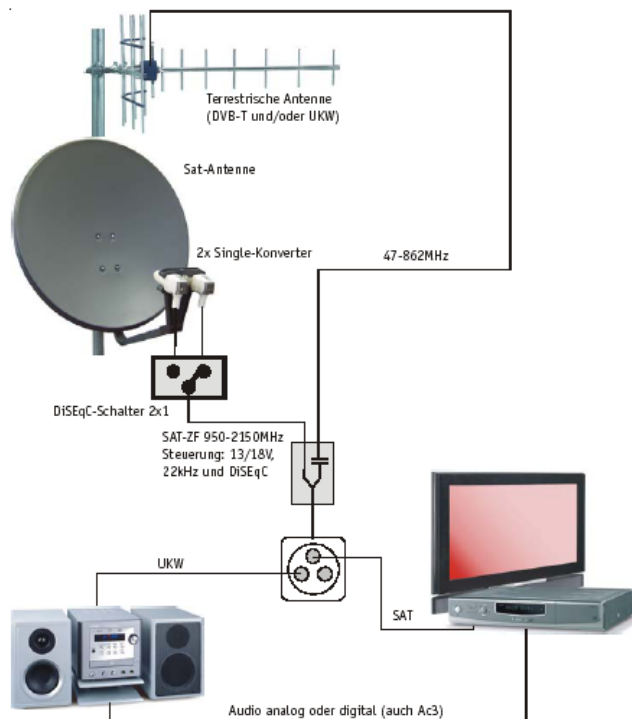 Terrestrische Antenne
(DVB-T und/oder UKW)
Sat-Antenne
2x Single-Konverter
47-862MHz
DiSEqC-Schalter 2x1
SAT-ZF 950-2150MHz
Steuerung: 13/18V,
22kHz und DiSEqC
UKW
SAT
Audio analog oder digital (auch Ac3)